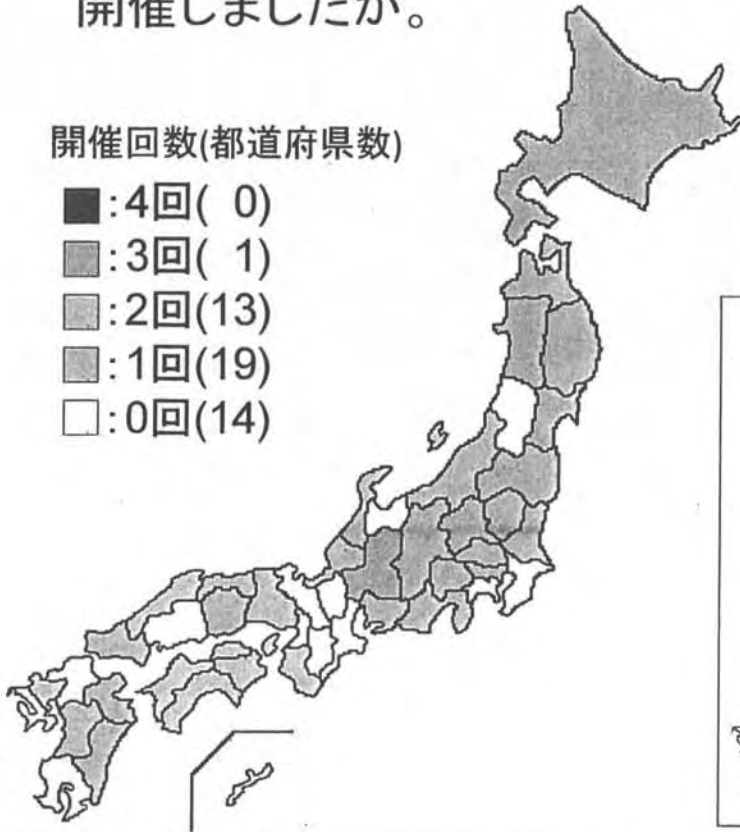 開催しましたか。
開催回数(都道府県数)
■:4回( 0)
■:3回( 1)
■:2回(13)
■:1回(19)
□:0回(14)